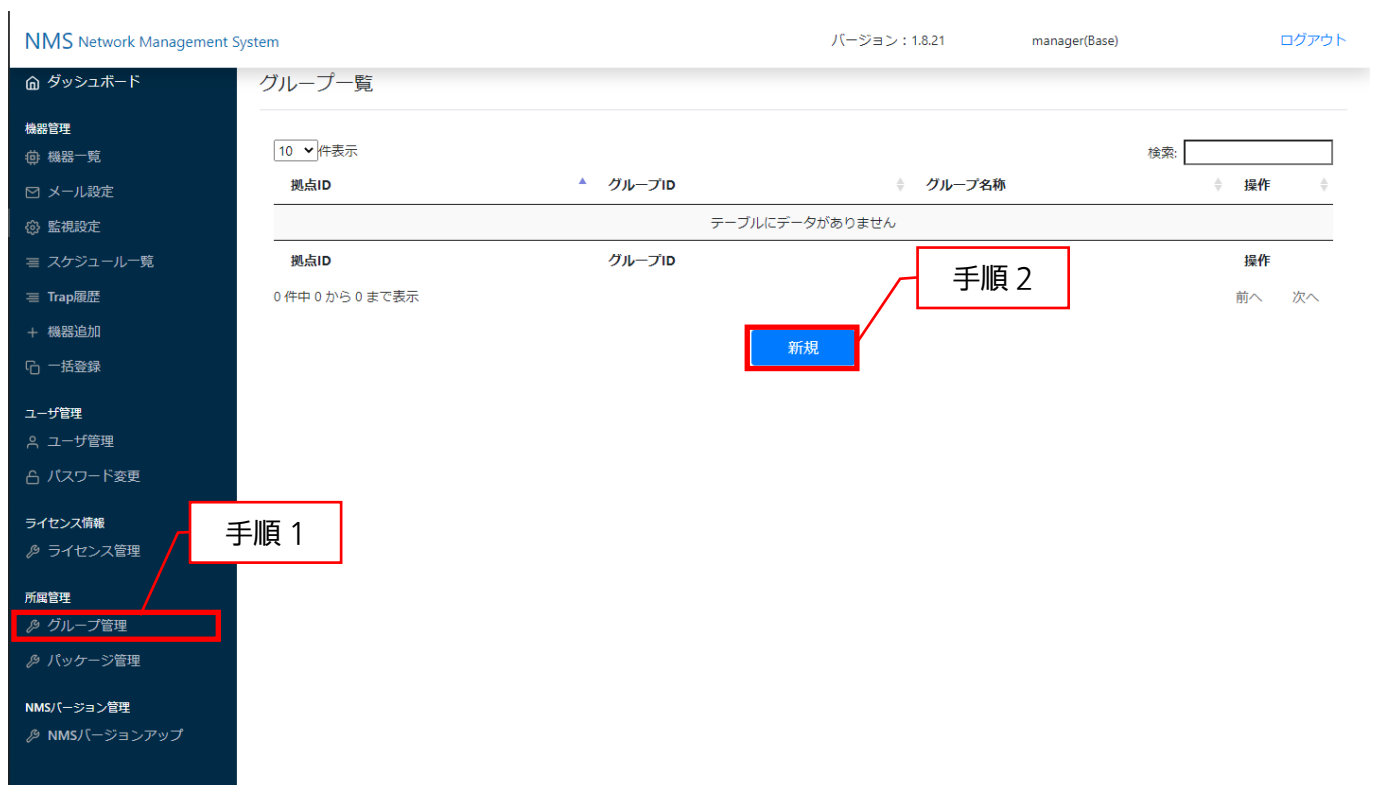 NMS Network Management System バージョン：1.8.21 manager(Base) ログアウト
ダッシュボード
グループ一覧
機器管理
機器一覧
メール設定
監視設定
スケジュール一覧
Trap履歴
機器追加
一括登録
ユーザ管理
ユーザ管理
パスワード変更
ライセンス情報
ライセンス管理
所属管理
グループ管理
パッケージ管理
NMSバージョン管理
NMSバージョンアップ
10 件表示
検索:
拠点ID グループID グループ名称 操作
テーブルにデータがありません
拠点ID グループID 操作
0 件中 0 から 0 まで表示
前へ 次へ
新規
手順 2
手順 1